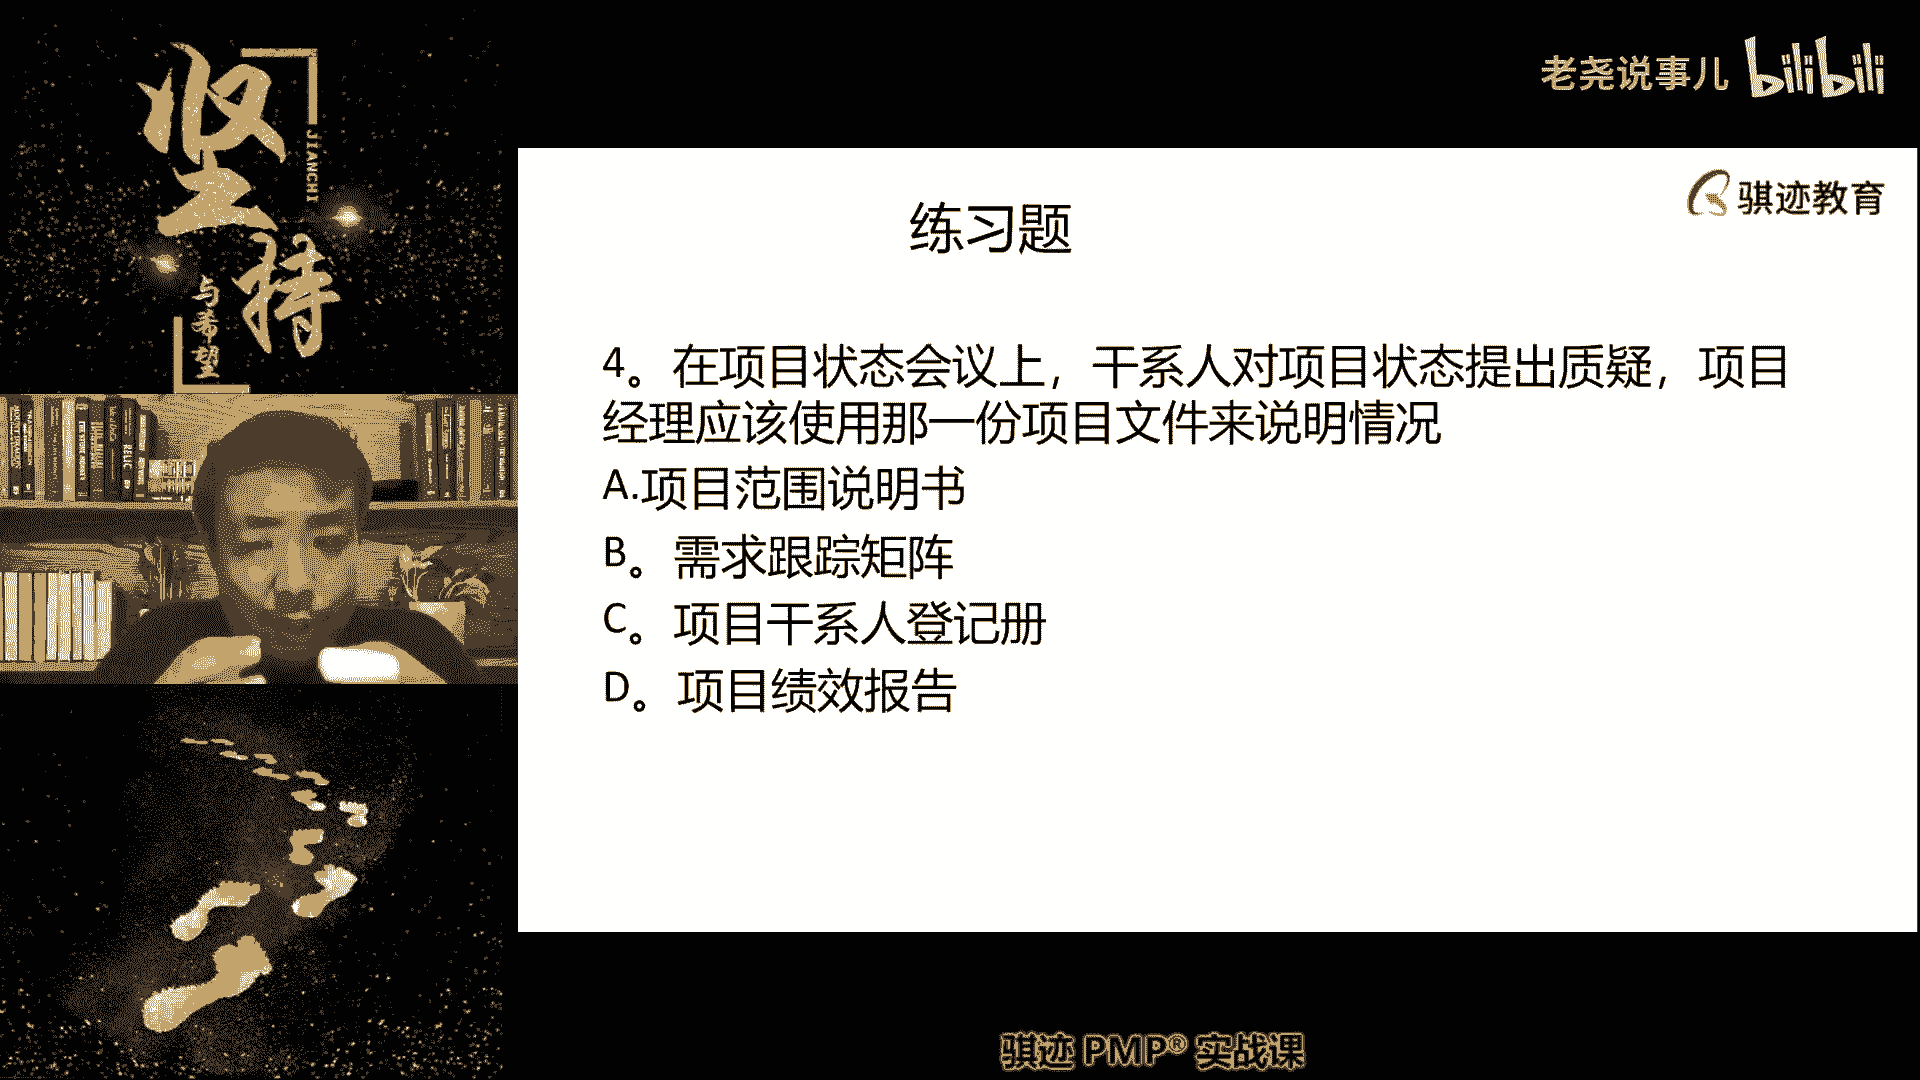 坚持
JIANCHI
与希望
老尧说事儿 bilibili
骐迹教育
练习题
4。在项目状态会议上，干系人对项目状态提出质疑，项目
经理应该使用那一份项目文件来说明情况
A.项目范围说明书
B。需求跟踪矩阵
C。项目干系人登记册
D。项目绩效报告
RELIC
骐迹 PMP® 实战课